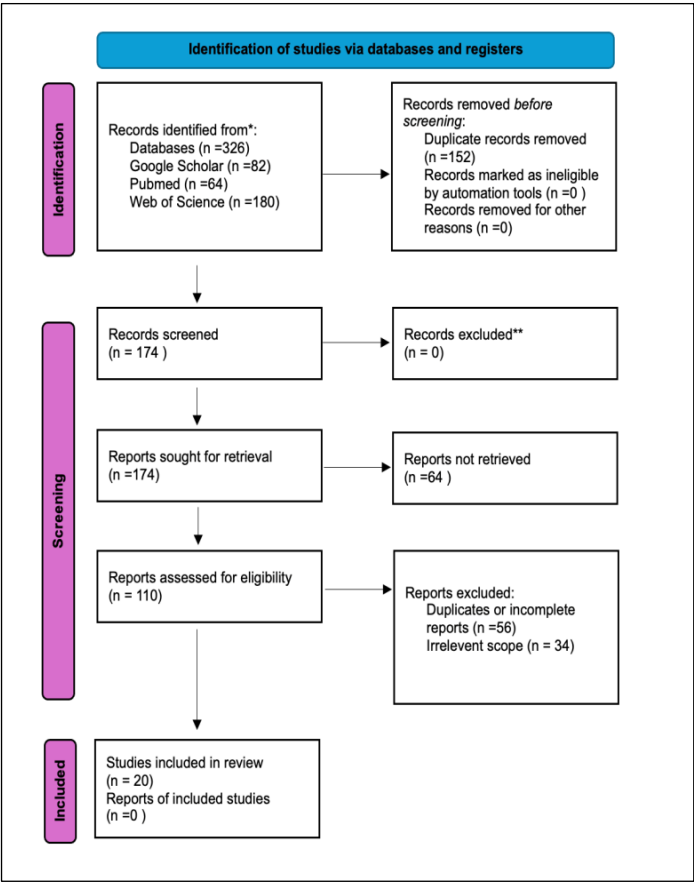 Identification of studies via databases and registers
Identification
Records identified from*:
Databases (n =326)
Google Scholar (n =82)
Pubmed (n =64)
Web of Science (n =180)
Records removed before
screening:
Duplicate records removed
(n =152)
Records marked as ineligible
by automation tools (n =0 )
Records removed for other
reasons (n =0)
Screening
Records screened
(n = 174 )
Records excluded**
(n = 0)
Reports sought for retrieval
(n =174)
Reports not retrieved
(n =64 )
Reports assessed for eligibility
(n = 110)
Reports excluded:
Duplicates or incomplete
reports (n =56)
Irrelevent scope (n = 34)
Included
Studies included in review
(n = 20)
Reports of included studies
(n =0 )